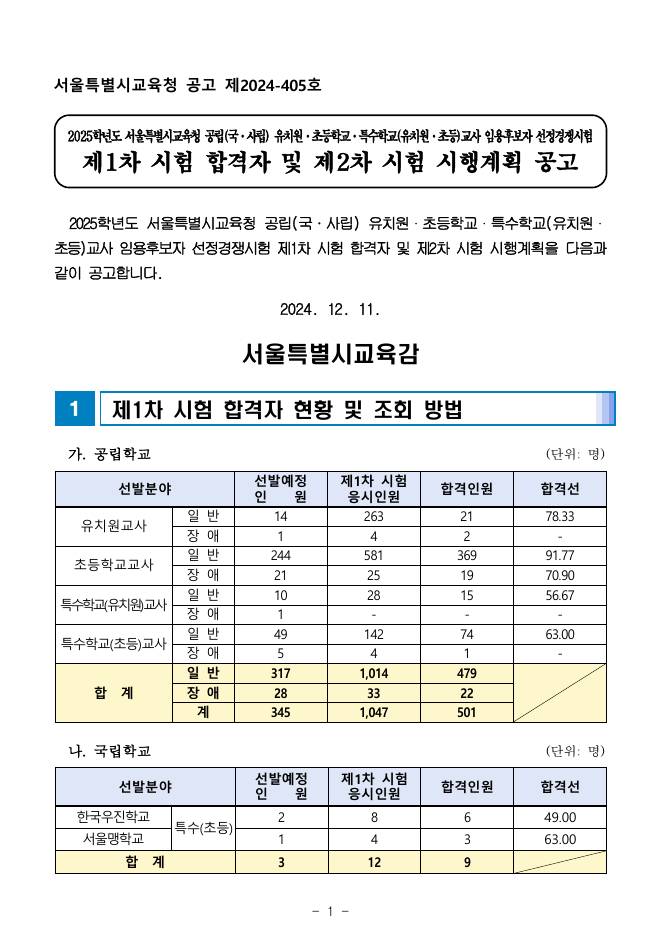 서울특별시교육청 공고 제2024-405호
2025학년도 서울특별시교육청 공립(국·사립) 유치원·초등학교·특수학교(유치원·초등)교사 임용후보자 선정경쟁시험
제1차 시험 합격자 및 제2차 시험 시행계획 공고
2025학년도 서울특별시교육청 공립(국·사립) 유치원·초등학교·특수학교(유치원·
초등)교사 임용후보자 선정경쟁시험 제1차 시험 합격자 및 제2차 시험 시행계획을 다음과
같이 공고합니다.
2024. 12. 11.
서울특별시교육감
1 제1차 시험 합격자 현황 및 조회 방법
가. 공립학교 (단위: 명)
선발분야 선발예정 인 원 제1차 시험 응시인원 합격인원 합격선
유치원교사 일 반 14 263 21 78.33
장 애 1 4 2 -
초등학교교사 일 반 244 581 369 91.77
장 애 21 25 19 70.90
특수학교(유치원)교사 일 반 10 28 15 56.67
장 애 1 - - -
특수학교(초등)교사 일 반 49 142 74 63.00
장 애 5 4 1 -
합 계 일 반 317 1,014 479
장 애 28 33 22
계 345 1,047 501
나. 국립학교 (단위: 명)
선발분야 선발예정 인 원 제1차 시험 응시인원 합격인원 합격선
한국우진학교 특수(초등) 2 8 6 49.00
서울맹학교 1 4 3 63.00
합 계 3 12 9
- 1 -